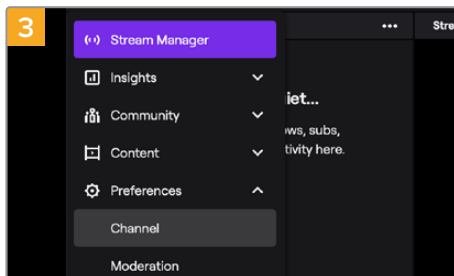 3
Stream Manager
Stre
Insights
iet...
Community
ows, subs,
Content
tivity here.
Preferences
Channel
Moderation